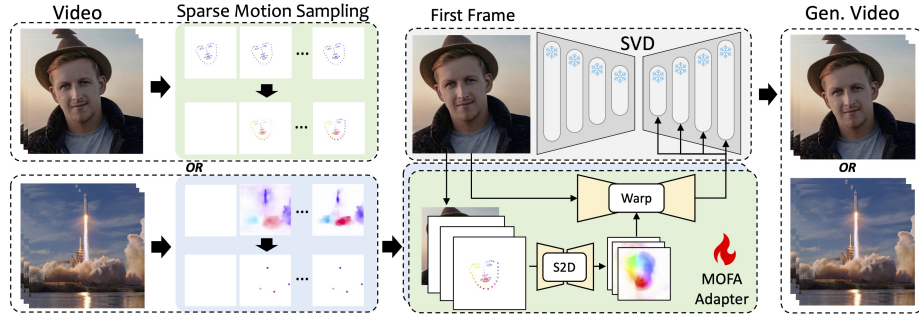 Video
Sparse Motion Sampling
First Frame
Gen. Video
SVD
...
...
OR
OR
...
...
Warp
S2D
MOFA
Adapter